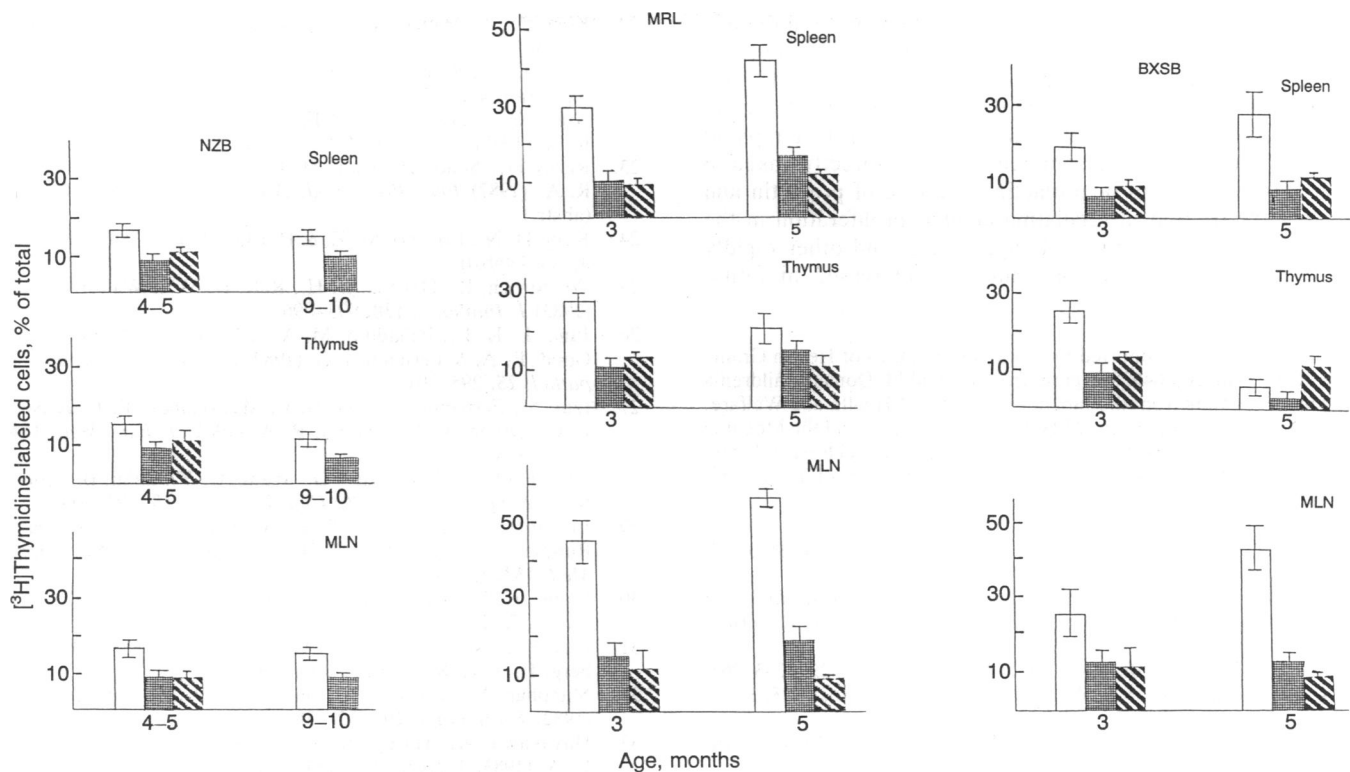 [³H]Thymidine-labeled cells, % of total
NZB
Spleen
30
10
4–5
9–10
Thymus
30
10
4–5
9–10
MLN
30
10
4–5
9–10
MRL
Spleen
50
30
10
3
5
Thymus
30
10
3
5
MLN
50
30
10
3
5
BXSB
Spleen
30
10
3
5
Thymus
30
10
3
5
MLN
50
30
10
3
5
Age, months